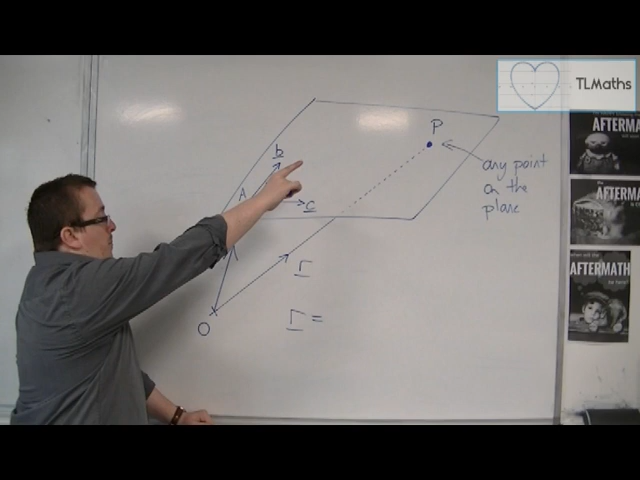 TLMaths
P
b
any point
on the
plane
A
c
r
O
r =
AFTERMATH
AFTERMATH
AFTERMATH